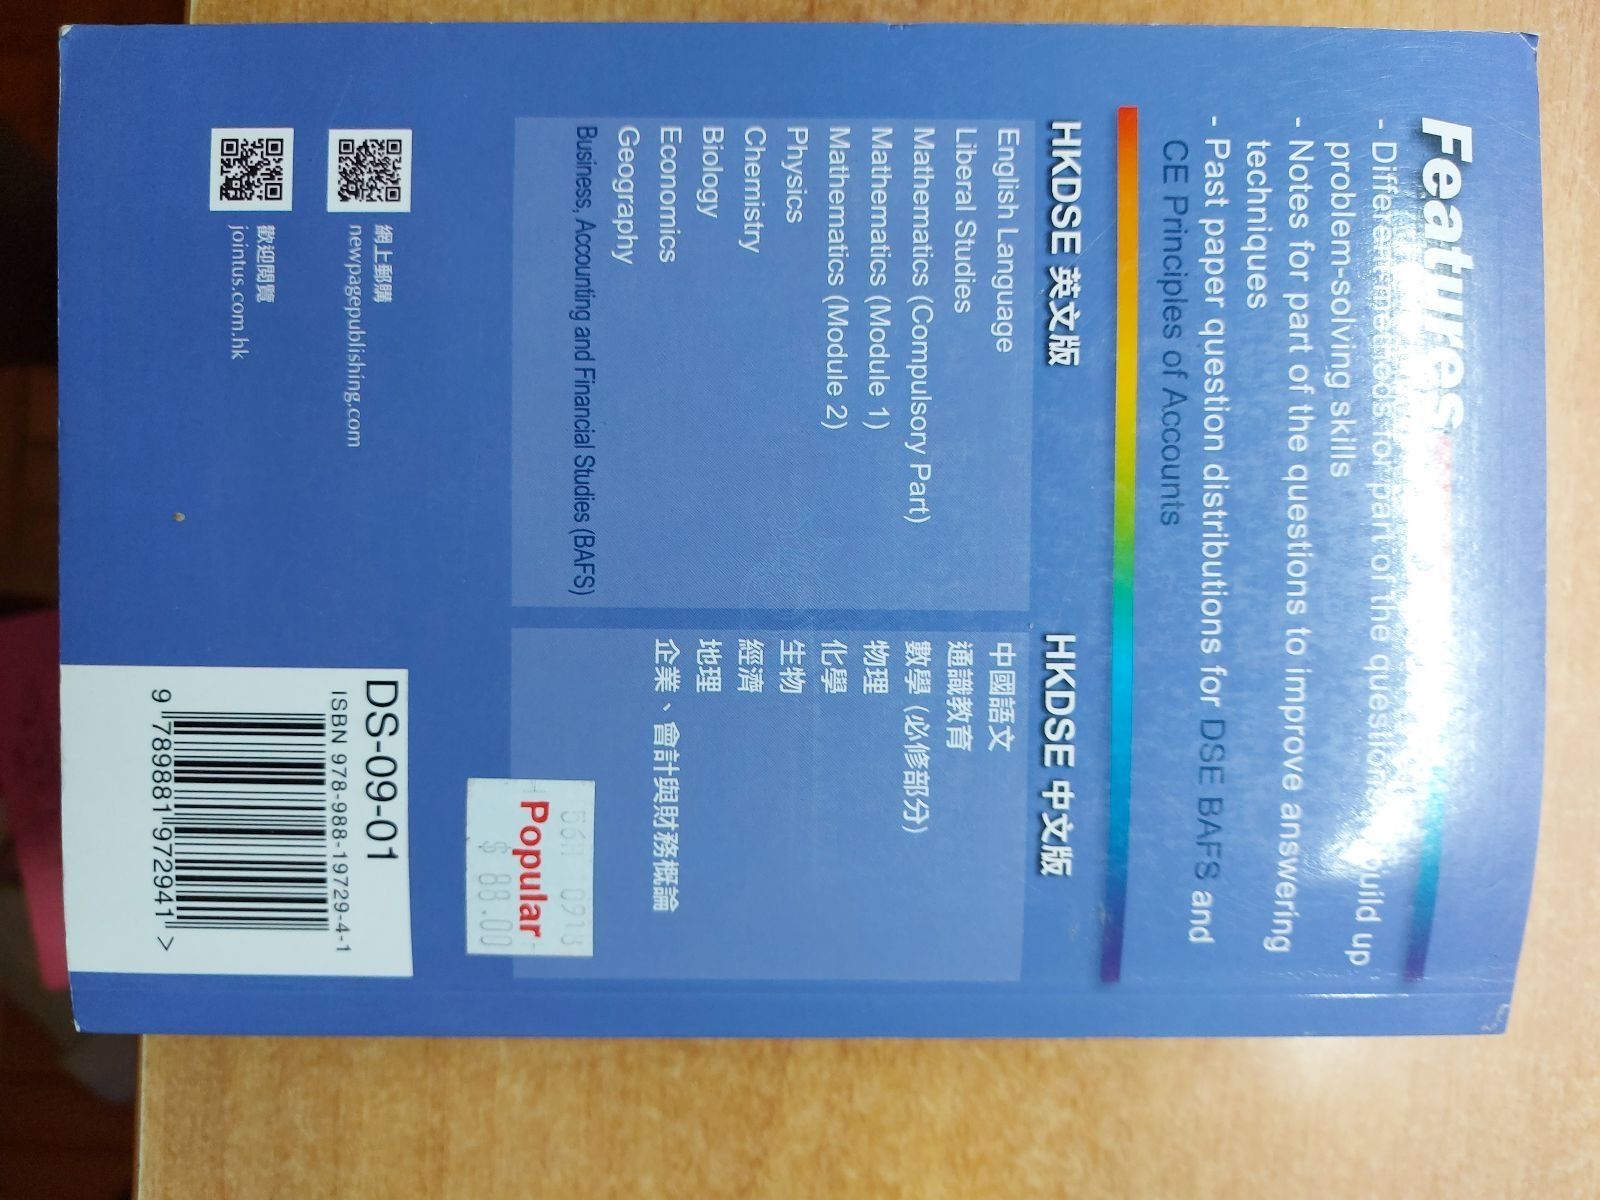 Features
- Different methods for part of the questions to build up
problem-solving skills
- Notes for part of the questions to improve answering
techniques
- Past paper question distributions for DSE BAFS and
CE Principles of Accounts
HKDSE 英文版
English Language
Liberal Studies
Mathematics (Compulsory Part)
Mathematics (Module 1)
Mathematics (Module 2)
Physics
Chemistry
Biology
Economics
Geography
Business, Accounting and Financial Studies (BAFS)
HKDSE 中文版
中國語文
通識教育
數學 (必修部分)
物理
化學
生物
經濟
地理
企業、會計與財務概論
56H 0918
Popular
$ 88.00
網上郵購
newpagepublishing.com
歡迎閱覽
jointus.com.hk
DS-09-01
ISBN 978-988-19729-4-1
9 789881 972941 >